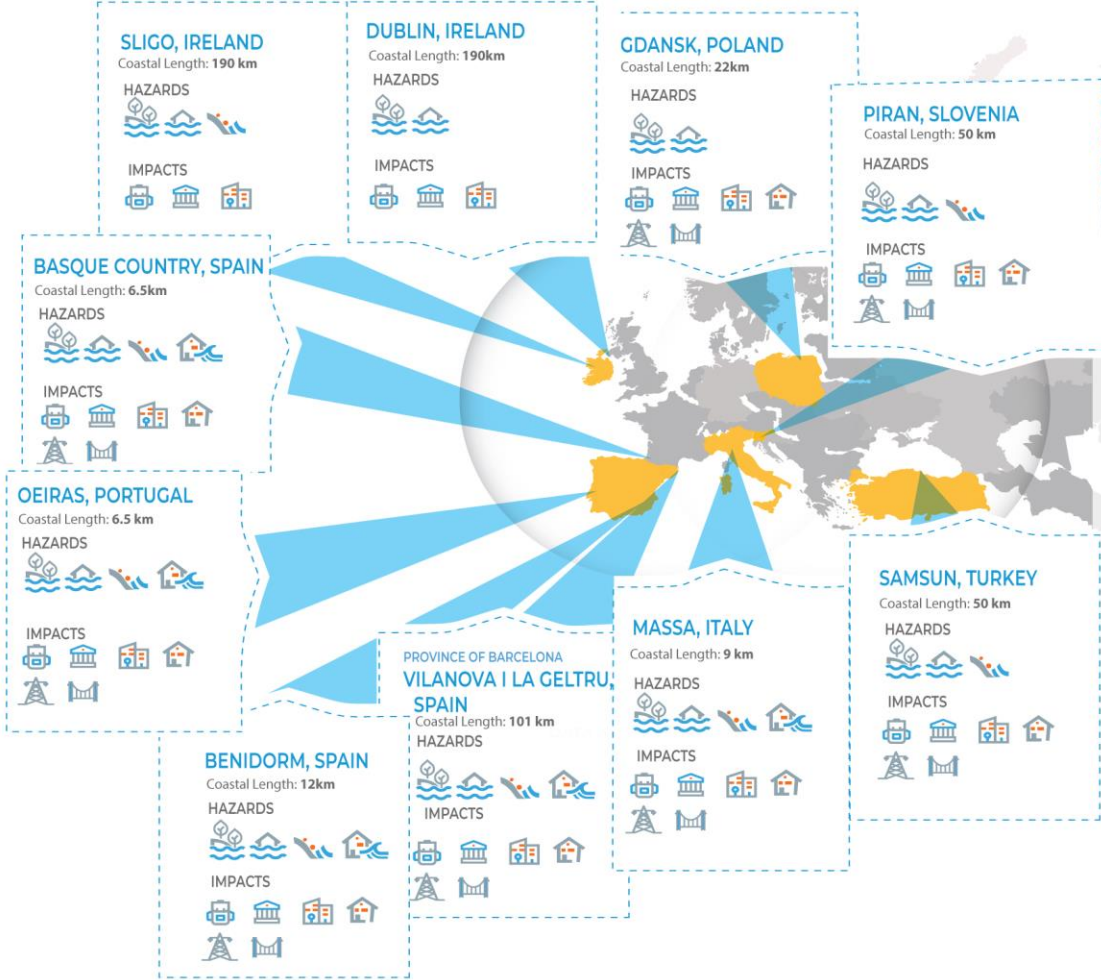 SLIGO, IRELAND
Coastal Length: 190 km
HAZARDS
IMPACTS
DUBLIN, IRELAND
Coastal Length: 190km
HAZARDS
IMPACTS
GDANSK, POLAND
Coastal Length: 22km
HAZARDS
IMPACTS
PIRAN, SLOVENIA
Coastal Length: 50 km
HAZARDS
IMPACTS
BASQUE COUNTRY, SPAIN
Coastal Length: 6.5km
HAZARDS
IMPACTS
OEIRAS, PORTUGAL
Coastal Length: 6.5 km
HAZARDS
IMPACTS
BENIDORM, SPAIN
Coastal Length: 12km
HAZARDS
IMPACTS
PROVINCE OF BARCELONA
VILANOVA I LA GELTRU,
SPAIN
Coastal Length: 101 km
HAZARDS
IMPACTS
MASSA, ITALY
Coastal Length: 9 km
HAZARDS
IMPACTS
SAMSUN, TURKEY
Coastal Length: 50 km
HAZARDS
IMPACTS